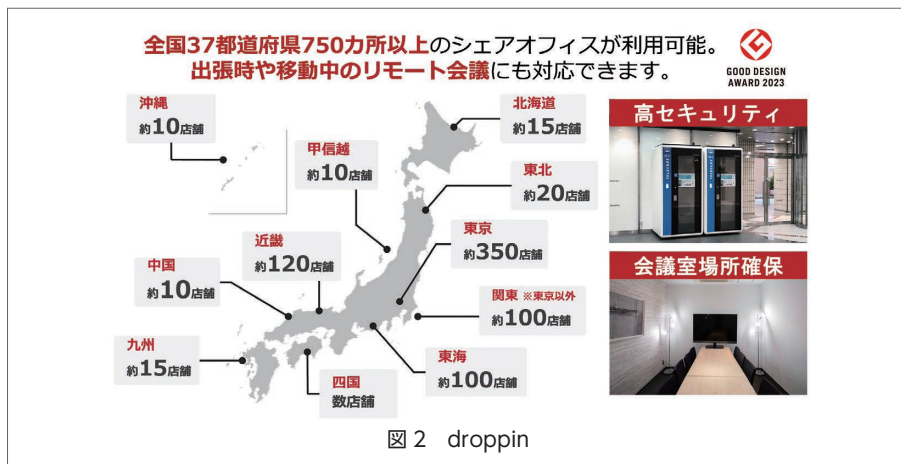 全国37都道府県750カ所以上のシェアオフィスが利用可能。
出張時や移動中のリモート会議にも対応できます。
GOOD DESIGN
AWARD 2023
沖縄
約10店舗
甲信越
約10店舗
北海道
約15店舗
東北
約20店舗
近畿
約120店舗
東京
約350店舗
中国
約10店舗
関東 ※東京以外
約100店舗
九州
約15店舗
四国
数店舗
東海
約100店舗
高セキュリティ
会議室場所確保
図2 droppin